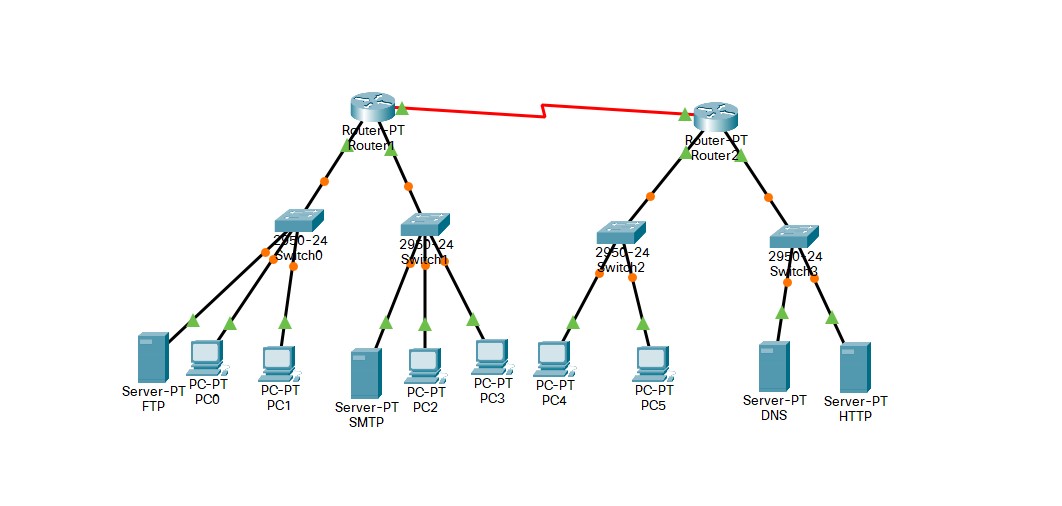 Router-PT
Router1
Router-PT
Router2
2950-24
Switch0
2950-24
Switch1
2950-24
Switch2
2950-24
Switch3
Server-PT
FTP
PC-PT
PC0
PC-PT
PC1
Server-PT
SMTP
PC-PT
PC2
PC-PT
PC3
PC-PT
PC4
PC-PT
PC5
Server-PT
DNS
Server-PT
HTTP